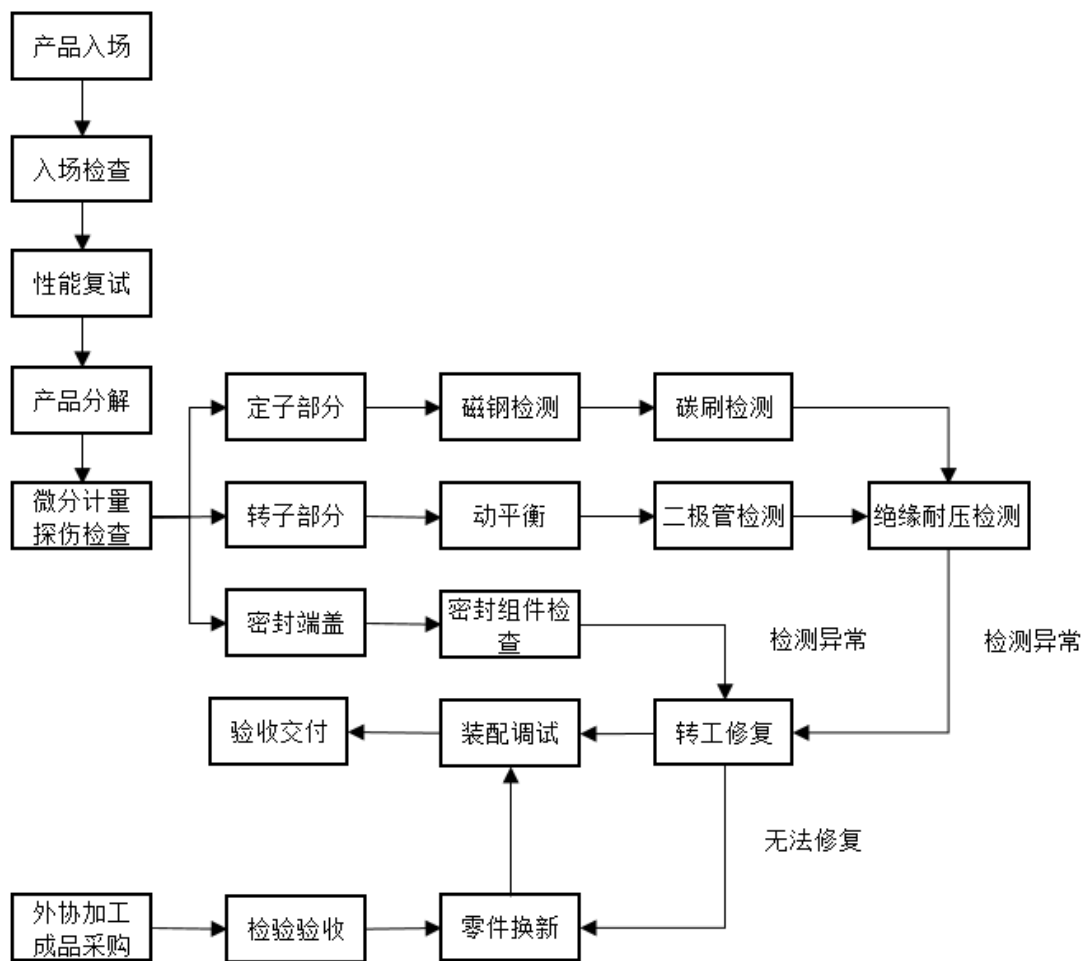 产品入场
入场检查
性能复试
产品分解
定子部分
磁钢检测
碳刷检测
微分计量
探伤检查
转子部分
动平衡
二极管检测
绝缘耐压检测
密封端盖
密封组件检
查
检测异常
检测异常
验收交付
装配调试
转工修复
无法修复
外协加工
成品采购
检验验收
零件换新